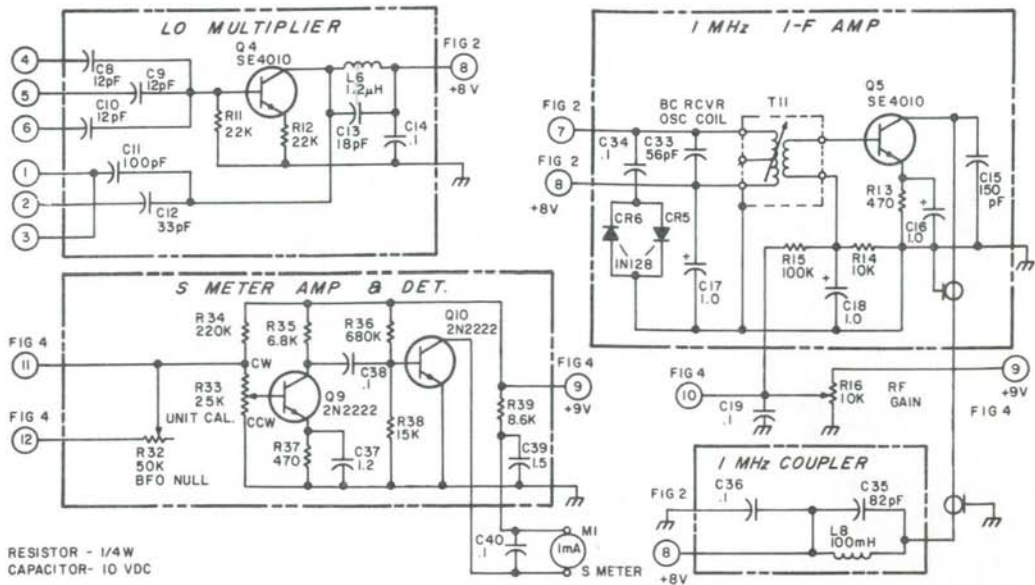 LO MULTIPLIER
4
C8
12pF
5
C9
12pF
C10
12pF
6
1
C11
100pF
2
C12
33pF
3
Q4
SE4010
R11
22K
R12
22K
L6
1.2µH
C13
18pF
C14
.1
FIG 2
8
+8V
1 MHz I-F AMP
FIG 2
7
FIG 2
8
+8V
C34
.1
BC RCVR
OSC COIL
C33
56pF
T11
Q5
SE4010
CR6
CR5
1N128
C17
1.0
R15
100K
R14
10K
C18
1.0
R13
470
C16
1.0
C15
150
pF
S METER AMP & DET.
FIG 4
11
FIG 4
12
R34
220K
R35
6.8K
R36
680K
Q10
2N2222
CW
R33
25K
UNIT CAL.
CCW
C38
.1
Q9
2N2222
R32
50K
BFO NULL
R37
470
C37
1.2
R38
15K
R39
8.6K
C39
1.5
FIG 4
9
+9V
C40
.1
M1
1mA
S METER
FIG 4
10
C19
.1
R16
10K
RF
GAIN
9
+9V
FIG 4
1 MHz COUPLER
FIG 2
C36
.1
C35
82pF
L8
100mH
8
+8V
RESISTOR - 1/4W
CAPACITOR- 10 VDC